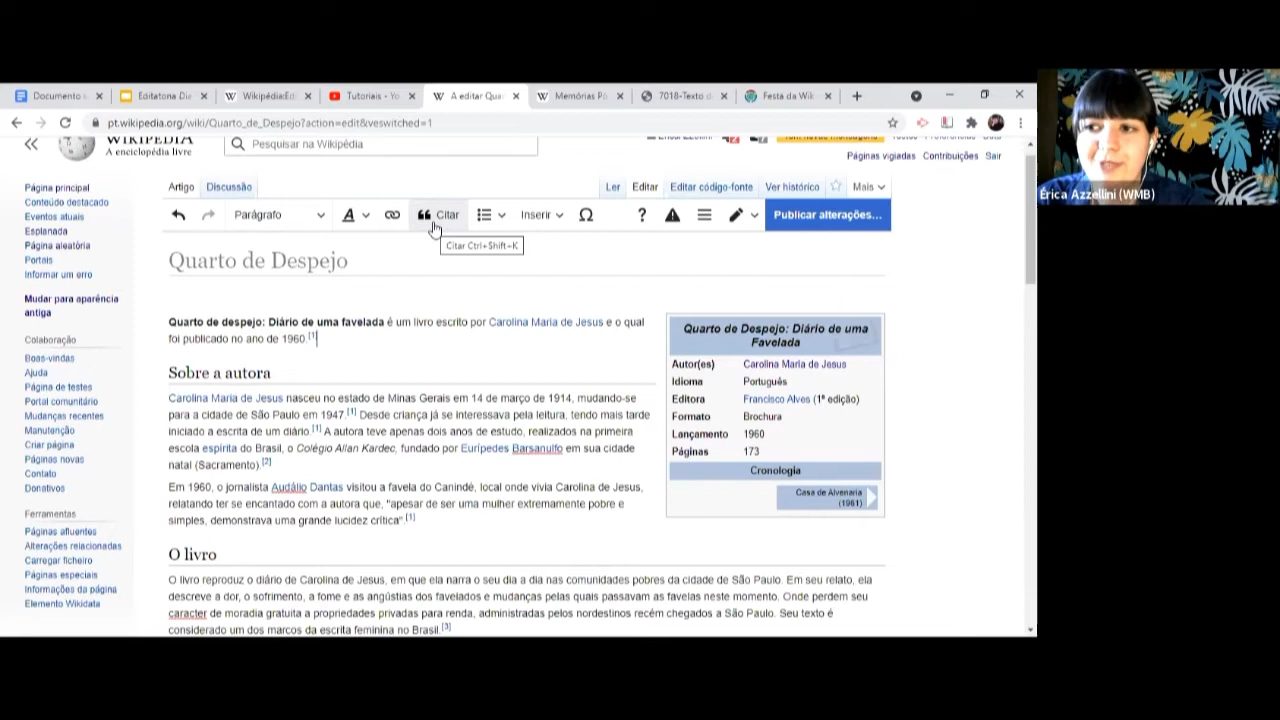 Documento
Editatona Di
Wikipédia:Ed
Tutoriais - Yo
A editar Qua
Memórias Pó
7018-Texto d
Festa da Wik
pt.wikipedia.org/wiki/Quarto_de_Despejo?action=edit&veswitched=1
WIKIPÉDIA
A enciclopédia livre
Pesquisar na Wikipédia
Páginas vigiadas Contribuições Sair
Artigo Discussão Ler Editar Editar código-fonte Ver histórico Mais
Parágrafo A Citar Inserir Ω ? Publicar alterações...
Citar Ctrl+Shift+K
Página principal
Conteúdo destacado
Eventos atuais
Esplanada
Página aleatória
Portais
Informar um erro
Mudar para aparência
antiga
Colaboração
Boas-vindas
Ajuda
Página de testes
Portal comunitário
Mudanças recentes
Manutenção
Criar página
Páginas novas
Contato
Donativos
Ferramentas
Páginas afluentes
Alterações relacionadas
Carregar ficheiro
Páginas especiais
Informações da página
Elemento Wikidata
Quarto de Despejo
Quarto de despejo: Diário de uma favelada é um livro escrito por Carolina Maria de Jesus e o qual
foi publicado no ano de 1960.[1]
Sobre a autora
Carolina Maria de Jesus nasceu no estado de Minas Gerais em 14 de março de 1914, mudando-se
para a cidade de São Paulo em 1947.[1] Desde criança já se interessava pela leitura, tendo mais tarde
iniciado a escrita de um diário.[1] A autora teve apenas dois anos de estudo, realizados na primeira
escola espírita do Brasil, o Colégio Allan Kardec, fundado por Eurípedes Barsanulfo em sua cidade
natal (Sacramento).[2]
Em 1960, o jornalista Audálio Dantas visitou a favela do Canindé, local onde vivia Carolina de Jesus,
relatando ter se encantado com a autora que, "apesar de ser uma mulher extremamente pobre e
simples, demonstrava uma grande lucidez crítica".[1]
O livro
O livro reproduz o diário de Carolina de Jesus, em que ela narra o seu dia a dia nas comunidades pobres da cidade de São Paulo. Em seu relato, ela
descreve a dor, o sofrimento, a fome e as angústias dos favelados e mudanças pelas quais passavam as favelas neste momento. Onde perdem seu
caracter de moradia gratuita a propriedades privadas para renda, administradas pelos nordestinos recém chegados a São Paulo. Seu texto é
considerado um dos marcos da escrita feminina no Brasil.[3]
Quarto de Despejo: Diário de uma
Favelada
Autor(es) Carolina Maria de Jesus
Idioma Português
Editora Francisco Alves (1ª edição)
Formato Brochura
Lançamento 1960
Páginas 173
Cronologia
Casa de Alvenaria
(1961)
Érica Azzellini (WMB)